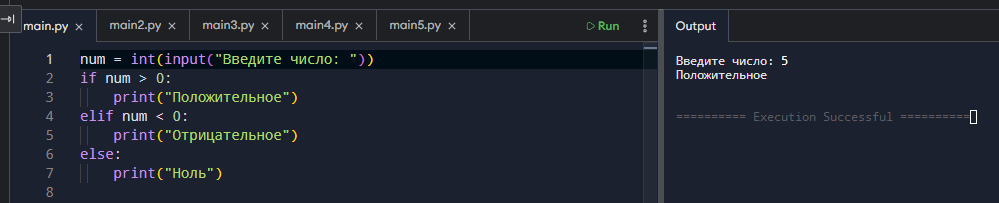 main.py × main2.py × main3.py × main4.py × main5.py × Run Output
1 num = int(input("Введите число: "))
2 if num > 0:
3     print("Положительное")
4 elif num < 0:
5     print("Отрицательное")
6 else:
7     print("Ноль")
8
Введите число: 5
Положительное
========== Execution Successful ==========